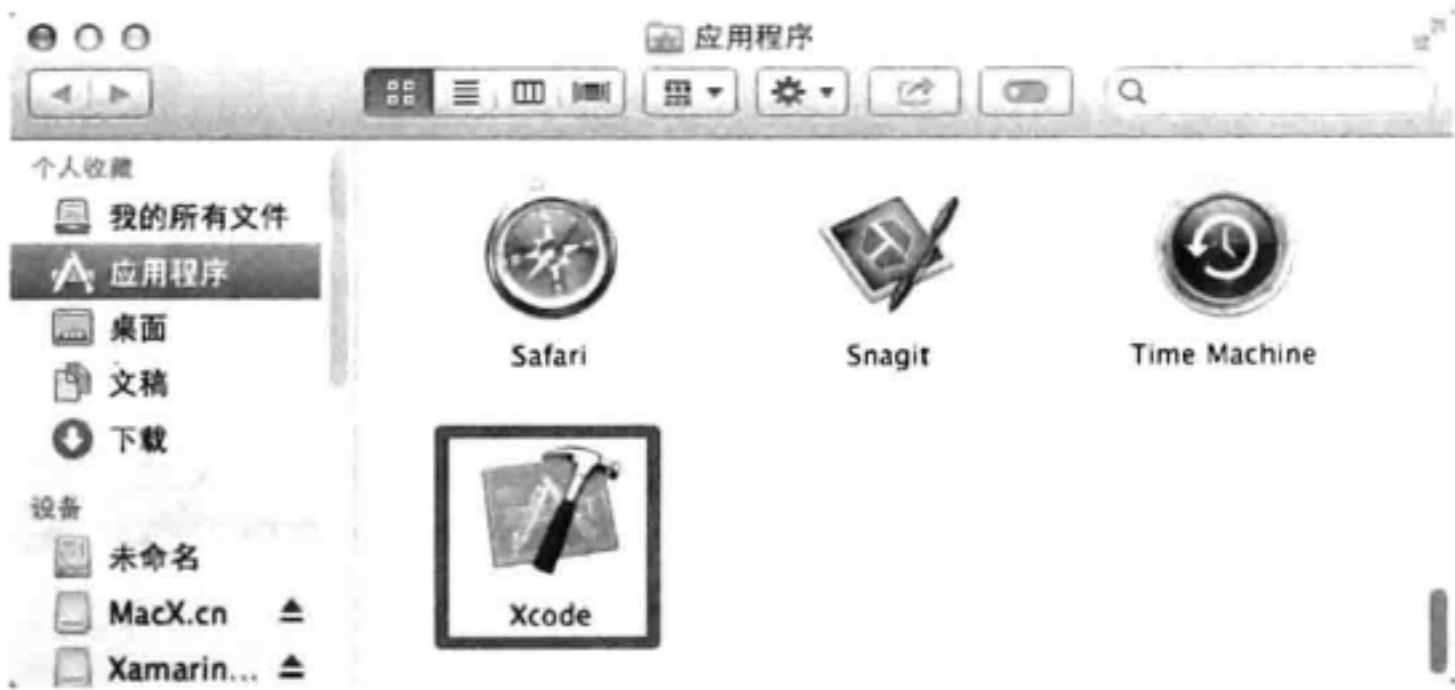 应用程序
个人收藏
我的所有文件
应用程序
桌面
文稿
下载
设备
未命名
MacX.cn
Xamarin...
Safari
Snagit
Time Machine
Xcode